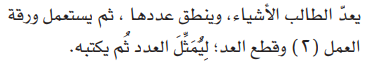 يعدّ الطالب الأشياء، وينطق عددها ، ثم يستعمل ورقة
العمل (٢) وقطع العد؛ لِيُمَثِّلَ العدد ثُم يكتبه.